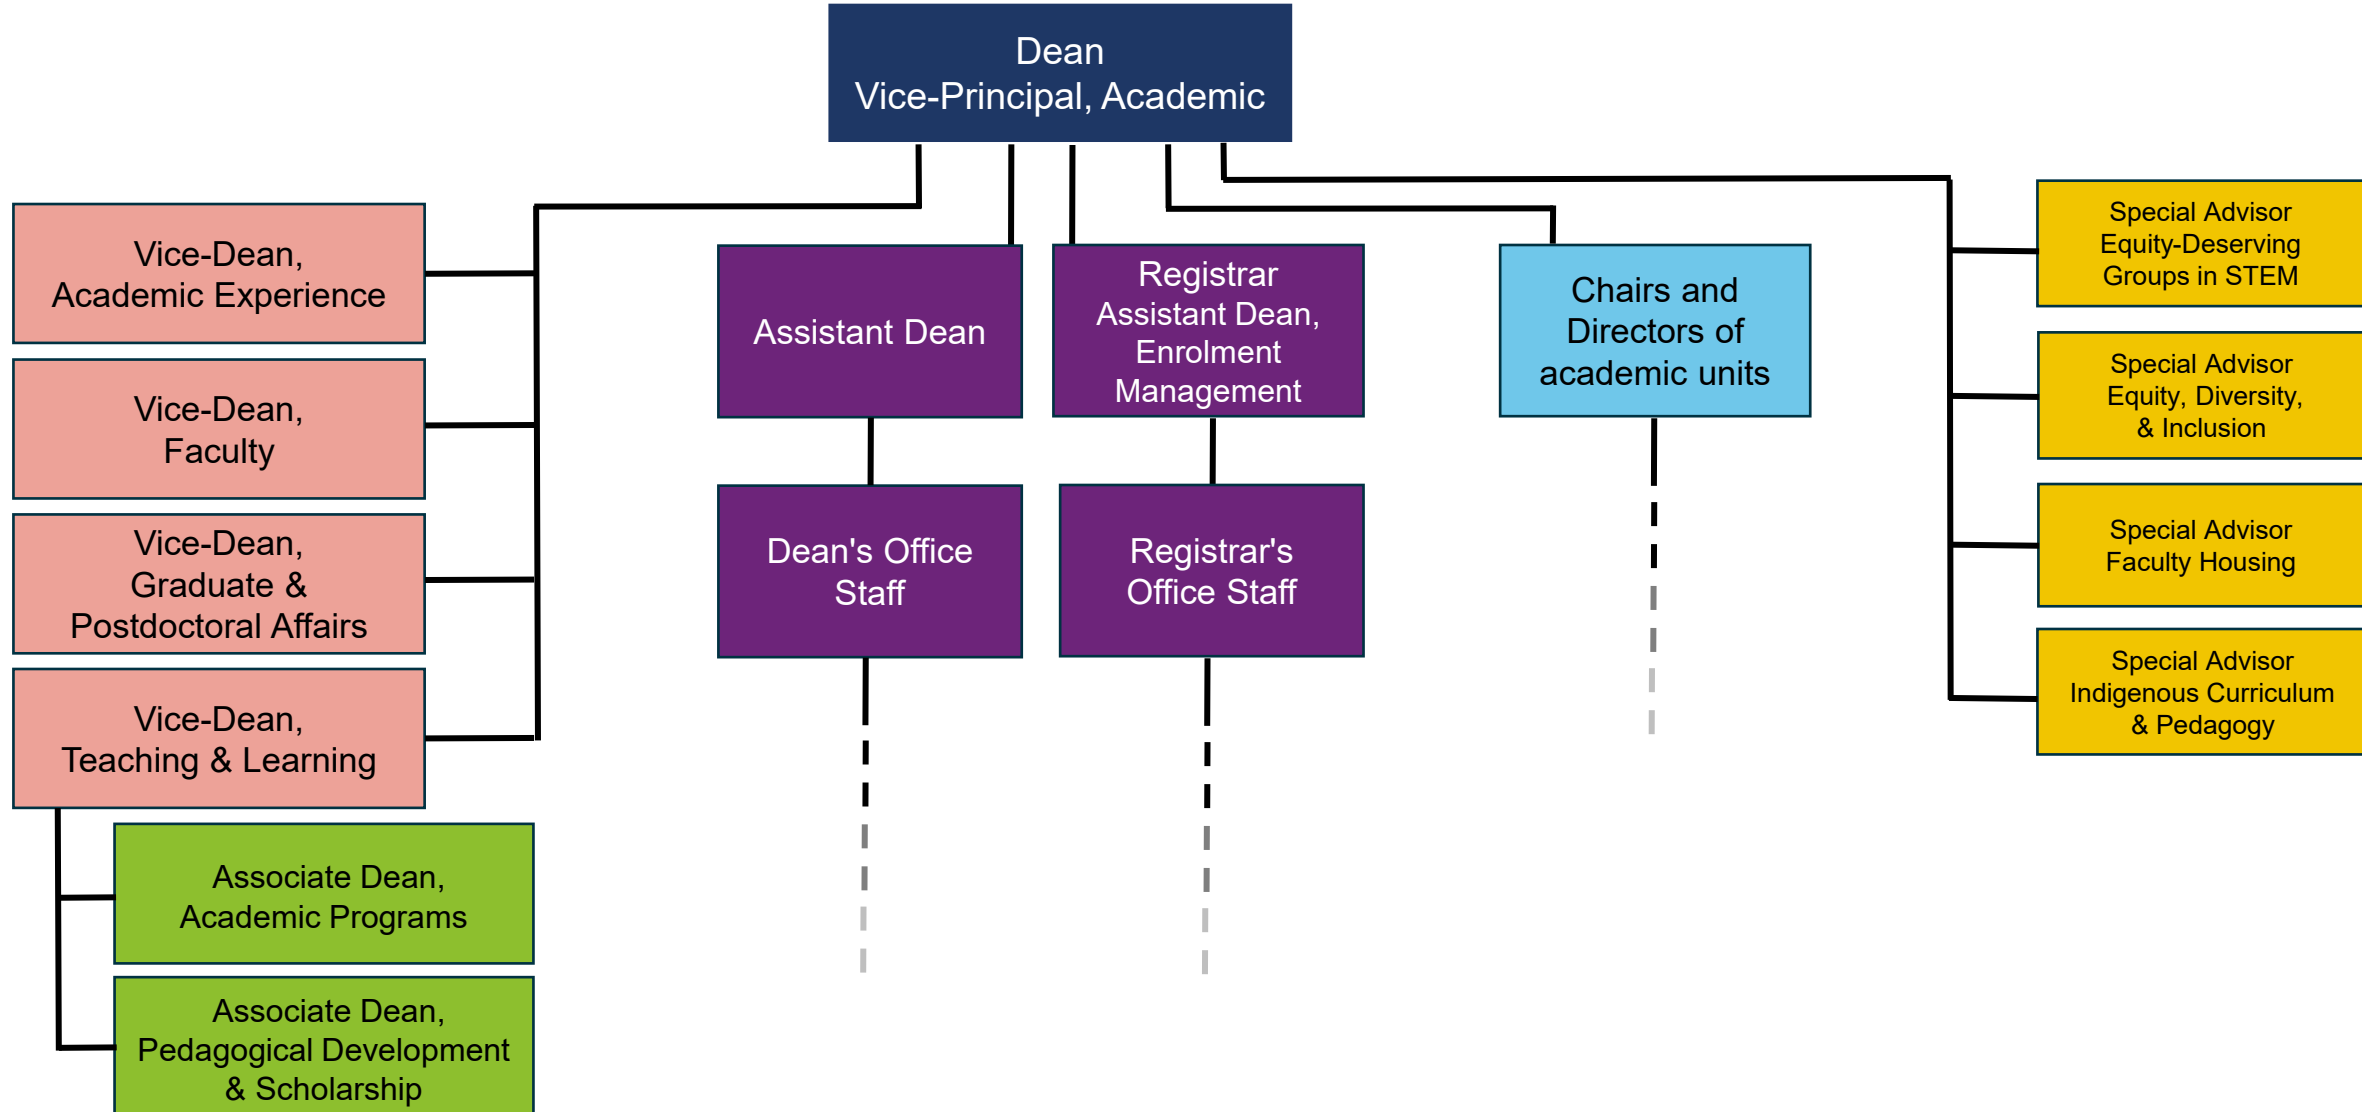 Dean
Vice-Principal, Academic
Vice-Dean,
Academic Experience
Vice-Dean,
Faculty
Vice-Dean,
Graduate &
Postdoctoral Affairs
Vice-Dean,
Teaching & Learning
Associate Dean,
Academic Programs
Associate Dean,
Pedagogical Development
& Scholarship
Assistant Dean
Dean's Office
Staff
Registrar
Assistant Dean,
Enrolment
Management
Registrar's
Office Staff
Chairs and
Directors of
academic units
Special Advisor
Equity-Deserving
Groups in STEM
Special Advisor
Equity, Diversity,
& Inclusion
Special Advisor
Faculty Housing
Special Advisor
Indigenous Curriculum
& Pedagogy